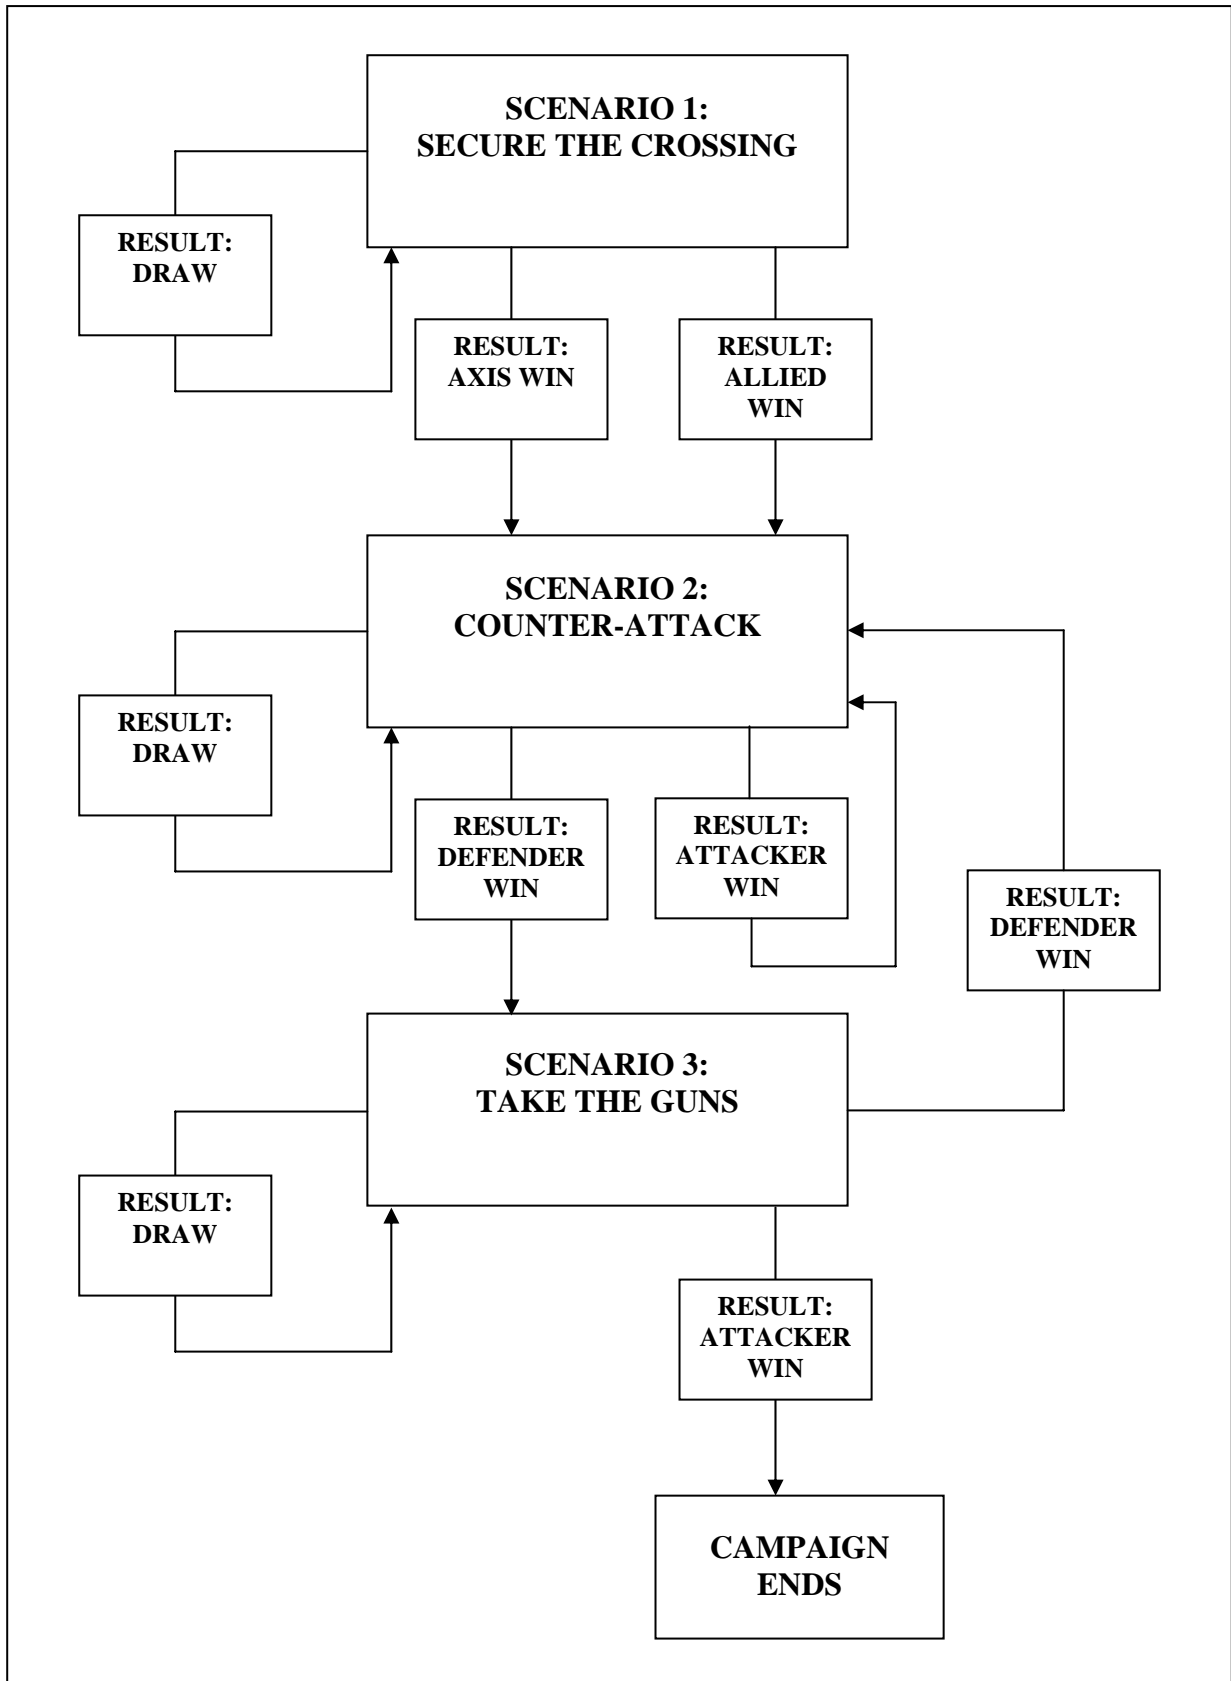 SCENARIO 1:
SECURE THE CROSSING
RESULT:
DRAW
RESULT:
AXIS WIN
RESULT:
ALLIED
WIN
SCENARIO 2:
COUNTER-ATTACK
RESULT:
DRAW
RESULT:
DEFENDER
WIN
RESULT:
ATTACKER
WIN
RESULT:
DEFENDER
WIN
SCENARIO 3:
TAKE THE GUNS
RESULT:
DRAW
RESULT:
ATTACKER
WIN
CAMPAIGN
ENDS